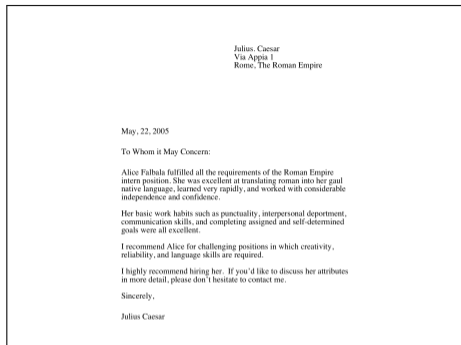 Julius. Caesar
Via Appia 1
Rome, The Roman Empire
May, 22, 2005
To Whom it May Concern:
Alice Falbala fulfilled all the requirements of the Roman Empire
intern position. She was excellent at translating roman into her gaul
native language, learned very rapidly, and worked with considerable
independence and confidence.
Her basic work habits such as punctuality, interpersonal deportment,
communication skills, and completing assigned and self-determined
goals were all excellent.
I recommend Alice for challenging positions in which creativity,
reliability, and language skills are required.
I highly recommend hiring her.  If you'd like to discuss her attributes
in more detail, please don't hesitate to contact me.
Sincerely,
Julius Caesar